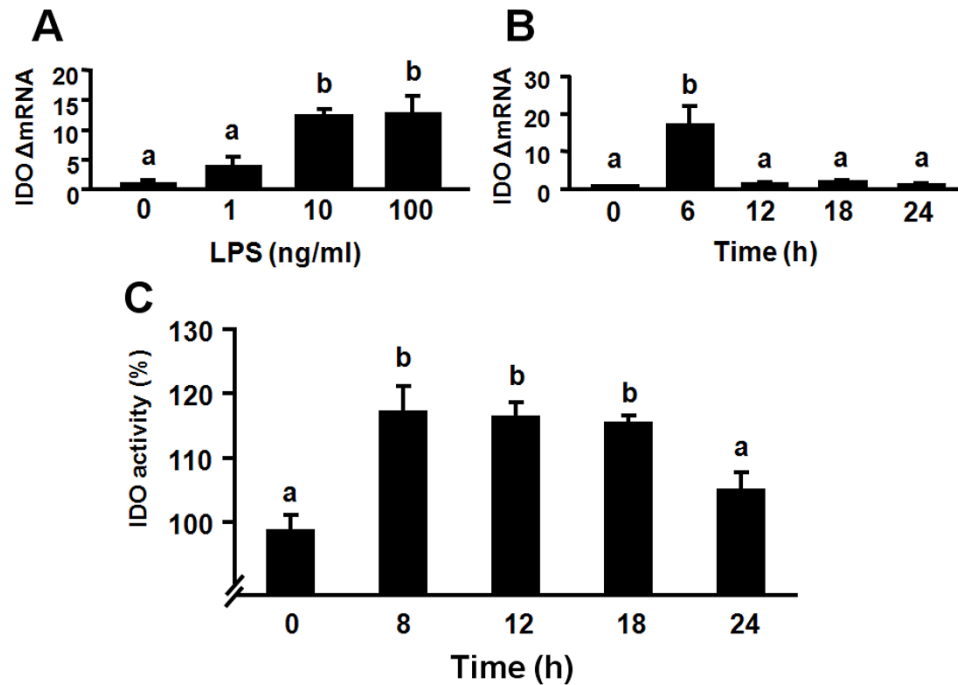 A
IDO ΔmRNA
20
15
10
5
0
a
a
b
b
0 1 10 100
LPS (ng/ml)
B
IDO ΔmRNA
30
20
10
0
a
b
a
a
a
0 6 12 18 24
Time (h)
C
IDO activity (%)
130
120
110
100
a
b
b
b
a
0 8 12 18 24
Time (h)